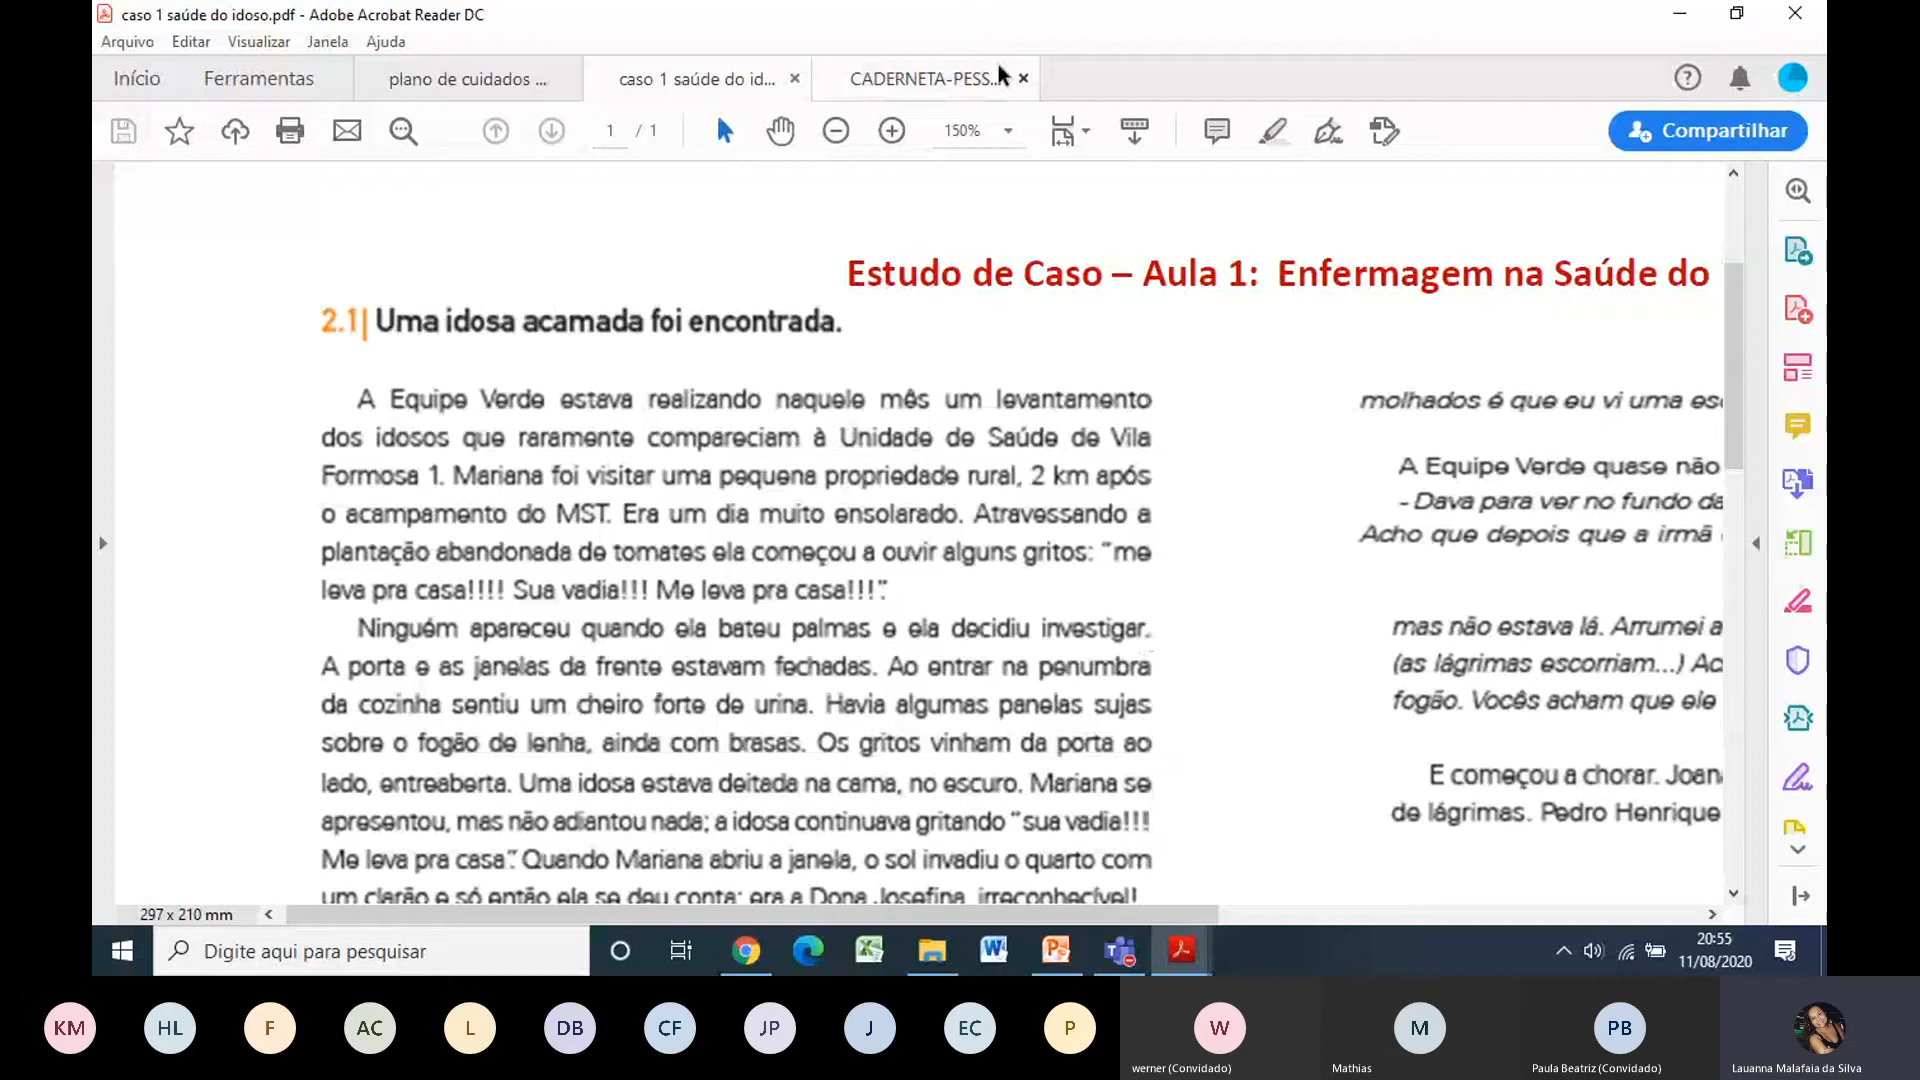 caso 1 saúde do idoso.pdf - Adobe Acrobat Reader DC
Arquivo Editar Visualizar Janela Ajuda
Início Ferramentas plano de cuidados ... caso 1 saúde do id... CADERNETA-PESS...
1 / 1 150% Compartilhar
Estudo de Caso – Aula 1: Enfermagem na Saúde do
2.1| Uma idosa acamada foi encontrada.
A Equipe Verde estava realizando naquele mês um levantamento
dos idosos que raramente compareciam à Unidade de Saúde de Vila
Formosa 1. Mariana foi visitar uma pequena propriedade rural, 2 km após
o acampamento do MST. Era um dia muito ensolarado. Atravessando a
plantação abandonada de tomates ela começou a ouvir alguns gritos: “me
leva pra casa!!!! Sua vadia!!! Me leva pra casa!!!”.
Ninguém apareceu quando ela bateu palmas e ela decidiu investigar.
A porta e as janelas da frente estavam fechadas. Ao entrar na penumbra
da cozinha sentiu um cheiro forte de urina. Havia algumas panelas sujas
sobre o fogão de lenha, ainda com brasas. Os gritos vinham da porta ao
lado, entreaberta. Uma idosa estava deitada na cama, no escuro. Mariana se
apresentou, mas não adiantou nada; a idosa continuava gritando “sua vadia!!!
Me leva pra casa”. Quando Mariana abriu a janela, o sol invadiu o quarto com
um clarão e só então ela se deu conta: era a Dona Josefina, irreconhecível!
molhados é que eu vi uma
A Equipe Verde quase não
- Dava para ver no fundo da
Acho que depois que a irmã
mas não estava lá. Arrumei a
(as lágrimas escorriam...)
fogão. Vocês acham que ele
E começou a chorar.
de lágrimas. Pedro Henrique
297 x 210 mm
Digite aqui para pesquisar
20:55
11/08/2020
KM HL F AC L DB CF JP J EC P W M PB
werner (Convidado) Mathias Paula Beatriz (Convidado) Lauanna Malafaia da Silva